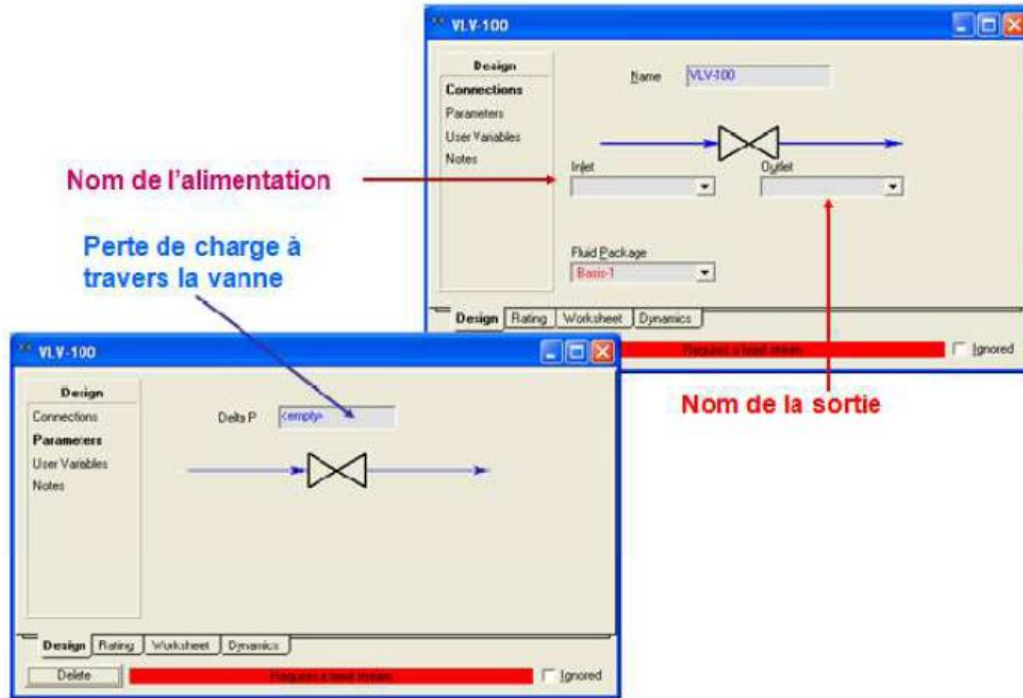 VLV-100
Design
Connections
Parameters
User Variables
Notes
Name VLV-100
Inlet
Outlet
Fluid Package
Basis-1
Design Rating Worksheet Dynamics
Requires a feed stream
Ignored
Nom de l'alimentation
Perte de charge à
travers la vanne
Nom de la sortie
VLV-100
Design
Connections
Parameters
User Variables
Notes
Delta P <empty>
Design Rating Worksheet Dynamics
Delete
Requires a feed stream
Ignored